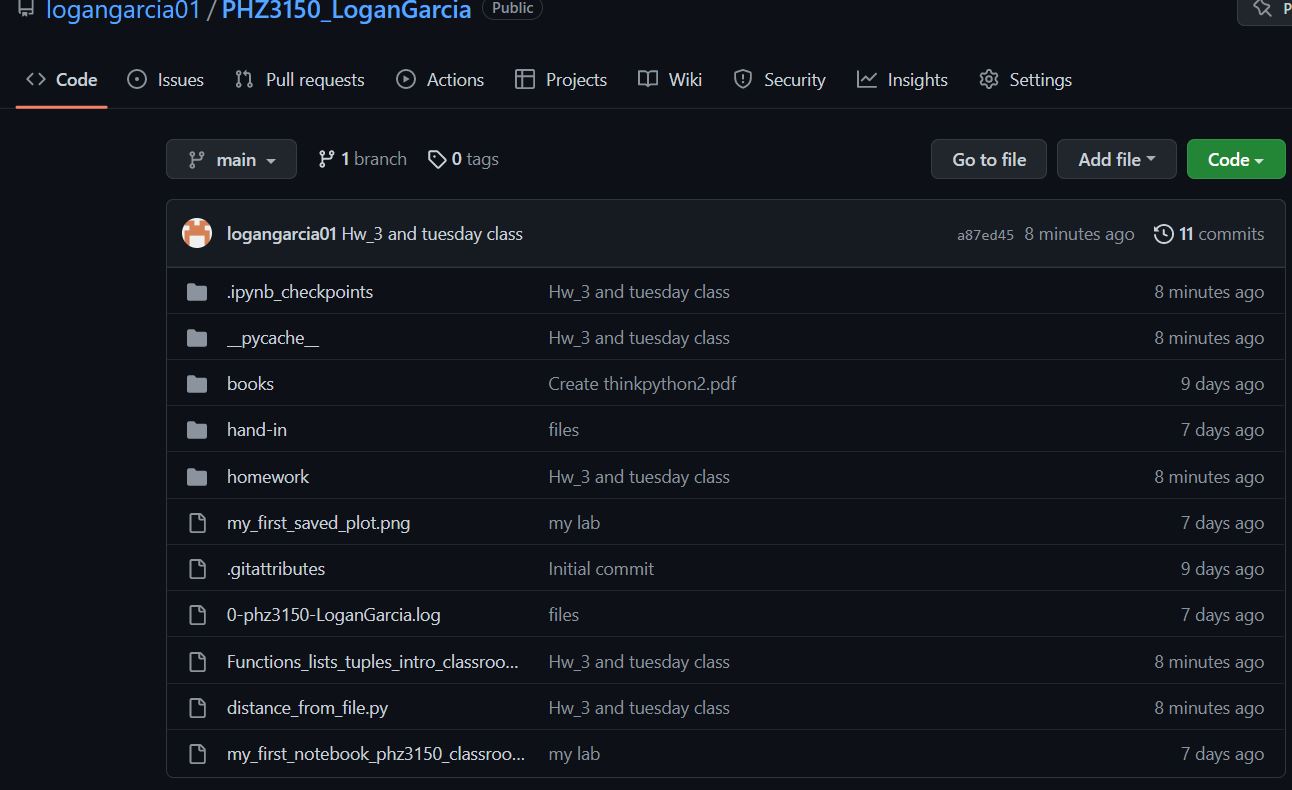 logangarcia01 / PHZ3150_LoganGarcia Public
Code Issues Pull requests Actions Projects Wiki Security Insights Settings
main 1 branch 0 tags Go to file Add file Code
logangarcia01 Hw_3 and tuesday class a87ed45 8 minutes ago 11 commits
.ipynb_checkpoints Hw_3 and tuesday class 8 minutes ago
__pycache__ Hw_3 and tuesday class 8 minutes ago
books Create thinkpython2.pdf 9 days ago
hand-in files 7 days ago
homework Hw_3 and tuesday class 8 minutes ago
my_first_saved_plot.png my lab 7 days ago
.gitattributes Initial commit 9 days ago
0-phz3150-LoganGarcia.log files 7 days ago
Functions_lists_tuples_intro_classroo... Hw_3 and tuesday class 8 minutes ago
distance_from_file.py Hw_3 and tuesday class 8 minutes ago
my_first_notebook_phz3150_classroo... my lab 7 days ago